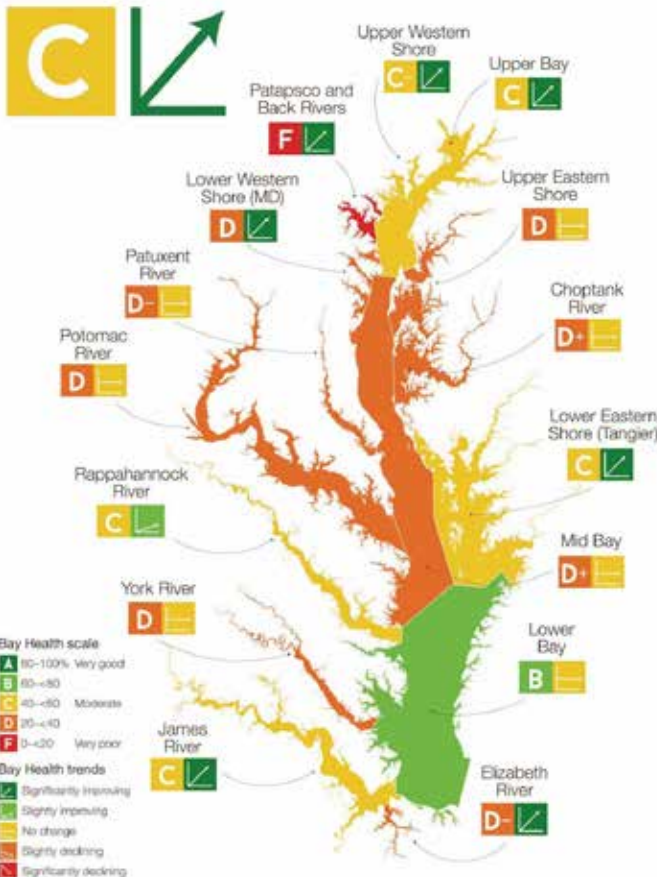 C
Upper Western
Shore
C-
Upper Bay
C
Patapsco and
Back Rivers
F
Lower Western
Shore (MD)
D
Upper Eastern
Shore
D
Patuxent
River
D-
Choptank
River
D+
Potomac
River
D
Lower Eastern
Shore (Tangier)
C
Rappahannock
River
C
Mid Bay
D+
York River
D
Lower
Bay
B
James
River
C
Elizabeth
River
D-
Bay Health scale
A 80–100% Very good
B 60–<80
C 40–<60 Moderate
D 20–<40
F 0–<20 Very poor
Bay Health trends
Significantly improving
Slightly improving
No change
Slightly declining
Significantly declining